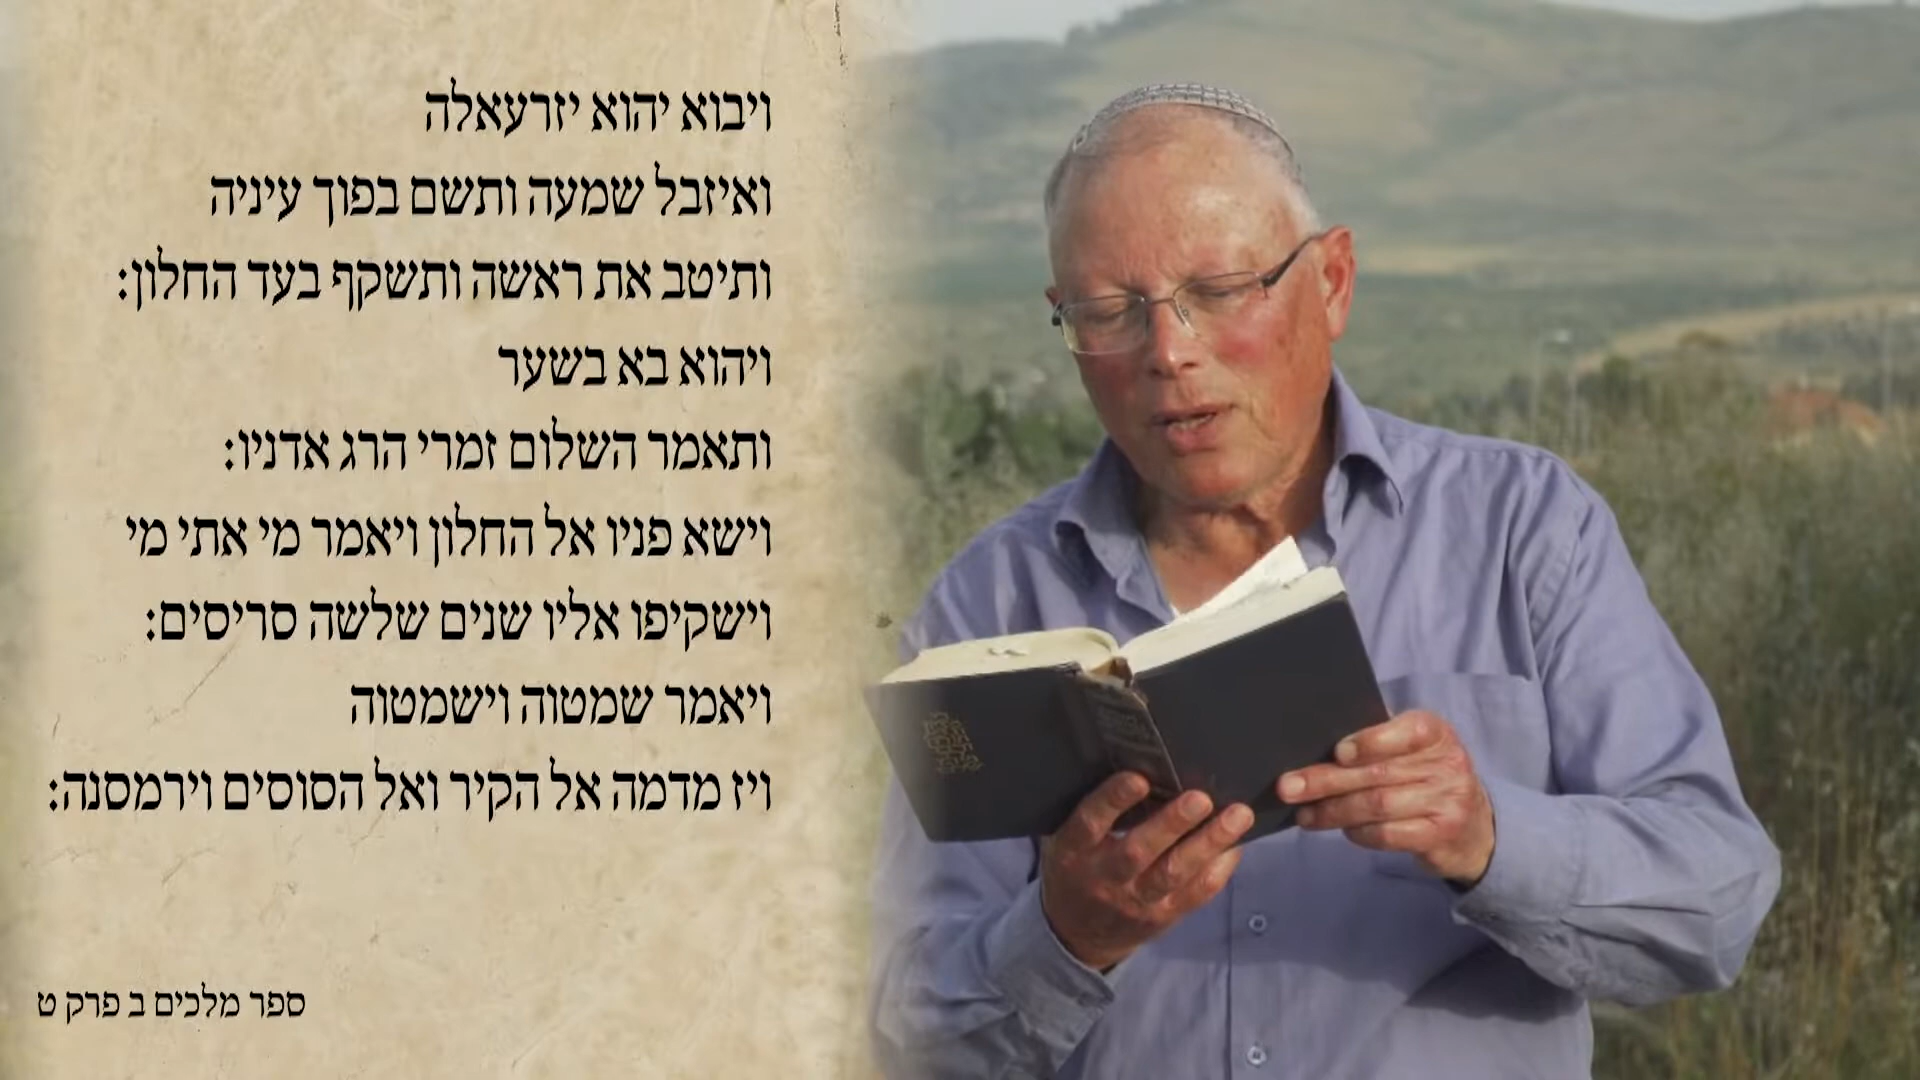 ויבוא יהוא יזרעאלה
ואיזבל שמעה ותשם בפוך עיניה
ותיטב את ראשה ותשקף בעד החלון:
ויהוא בא בשער
ותאמר השלום זמרי הרג אדניו:
וישא פניו אל החלון ויאמר מי אתי מי
וישקיפו אליו שנים שלשה סריסים:
ויאמר שמטוה וישמטוה
ויז מדמה אל הקיר ואל הסוסים וירמסנה:
ספר מלכים ב פרק ט